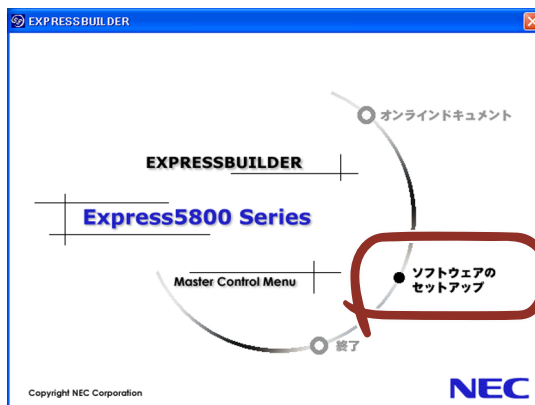 EXPRESSBUILDER
オンラインドキュメント
EXPRESSBUILDER
Express5800 Series
ソフトウェアの
セットアップ
Master Control Menu
終了
Copyright NEC Corporation
NEC